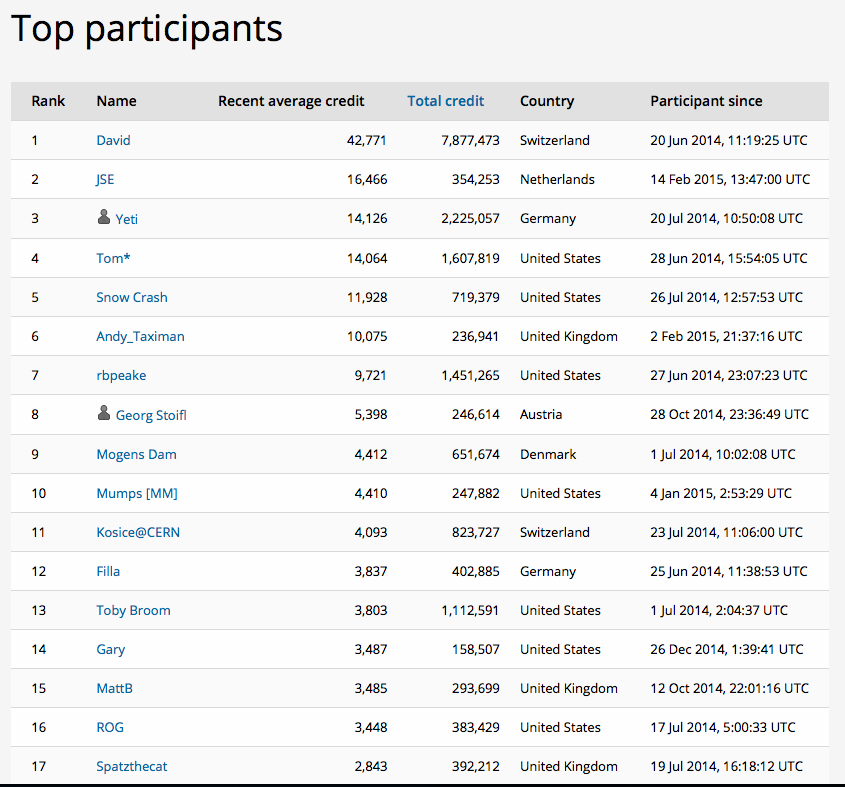 Top participants
Rank Name Recent average credit Total credit Country Participant since
1 David 42,771 7,877,473 Switzerland 20 Jun 2014, 11:19:25 UTC
2 JSE 16,466 354,253 Netherlands 14 Feb 2015, 13:47:00 UTC
3 Yeti 14,126 2,225,057 Germany 20 Jul 2014, 10:50:08 UTC
4 Tom* 14,064 1,607,819 United States 28 Jun 2014, 15:54:05 UTC
5 Snow Crash 11,928 719,379 United States 26 Jul 2014, 12:57:53 UTC
6 Andy_Taximan 10,075 236,941 United Kingdom 2 Feb 2015, 21:37:16 UTC
7 rbpeake 9,721 1,451,265 United States 27 Jun 2014, 23:07:23 UTC
8 Georg Stoifl 5,398 246,614 Austria 28 Oct 2014, 23:36:49 UTC
9 Mogens Dam 4,412 651,674 Denmark 1 Jul 2014, 10:02:08 UTC
10 Mumps [MM] 4,410 247,882 United States 4 Jan 2015, 2:53:29 UTC
11 Kosice@CERN 4,093 823,727 Switzerland 23 Jul 2014, 11:06:00 UTC
12 Filla 3,837 402,885 Germany 25 Jun 2014, 11:38:53 UTC
13 Toby Broom 3,803 1,112,591 United States 1 Jul 2014, 2:04:37 UTC
14 Gary 3,487 158,507 United States 26 Dec 2014, 1:39:41 UTC
15 MattB 3,485 293,699 United Kingdom 12 Oct 2014, 22:01:16 UTC
16 ROG 3,448 383,429 United States 17 Jul 2014, 5:00:33 UTC
17 Spatzthecat 2,843 392,212 United Kingdom 19 Jul 2014, 16:18:12 UTC